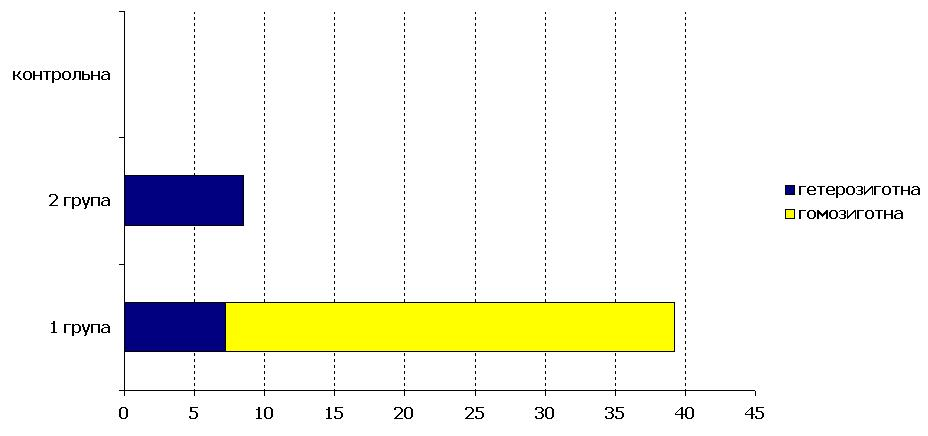 контрольна
2 група
1 група
0 5 10 15 20 25 30 35 40 45
гетерозиготна
гомозиготна